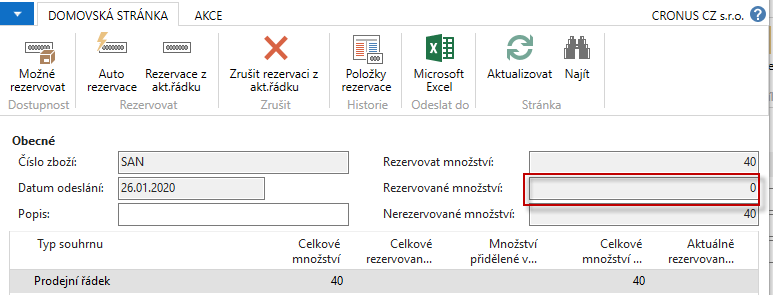 DOMOVSKÁ STRÁNKA AKCE CRONUS CZ s.r.o. ?
Možné rezervovat
Auto rezervace
Rezervace z akt.řádku
Zrušit rezervaci z akt.řádku
Položky rezervace
Microsoft Excel
Aktualizovat
Najít
Dostupnost Rezervovat Zrušit Historie Odeslat do Stránka
Obecné
Číslo zboží: SAN Rezervovat množství: 40
Datum odeslání: 26.01.2020 Rezervované množství: 0
Popis: Nerezervované množství: 40
Typ souhrnu Celkové množství Celkové rezervovan... Množství přidělené v... Celkové množství ... Aktuálně rezervovan...
Prodejní řádek 40 40